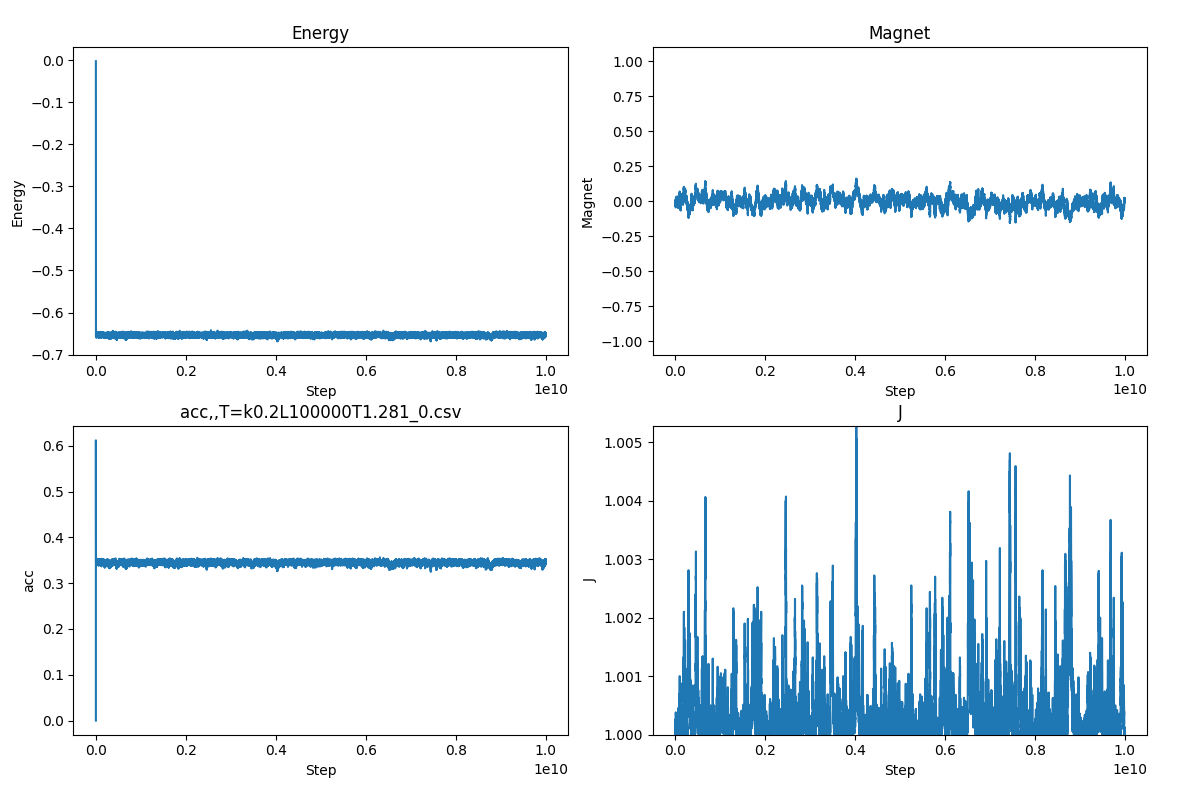 Energy
Energy
0.0
−0.1
−0.2
−0.3
−0.4
−0.5
−0.6
−0.7
0.0 0.2 0.4 0.6 0.8 1.0
Step
1e10
Magnet
Magnet
1.00
0.75
0.50
0.25
0.00
−0.25
−0.50
−0.75
−1.00
0.0 0.2 0.4 0.6 0.8 1.0
Step
1e10
acc,,T=k0.2L100000T1.281_0.csv
acc
0.6
0.5
0.4
0.3
0.2
0.1
0.0
0.0 0.2 0.4 0.6 0.8 1.0
Step
1e10
J
J
1.005
1.004
1.003
1.002
1.001
1.000
0.0 0.2 0.4 0.6 0.8 1.0
Step
1e10